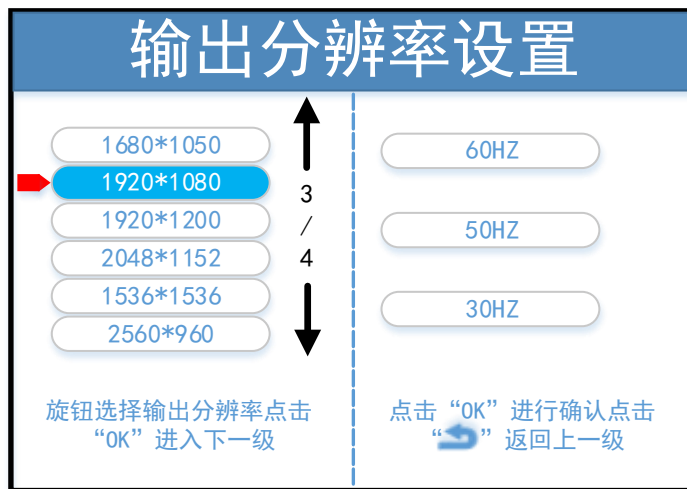 输出分辨率设置
1680*1050
1920*1080
1920*1200
2048*1152
1536*1536
2560*960
3
/
4
旋钮选择输出分辨率点击
“OK”进入下一级
60HZ
50HZ
30HZ
点击“OK”进行确认点击
“ ”返回上一级